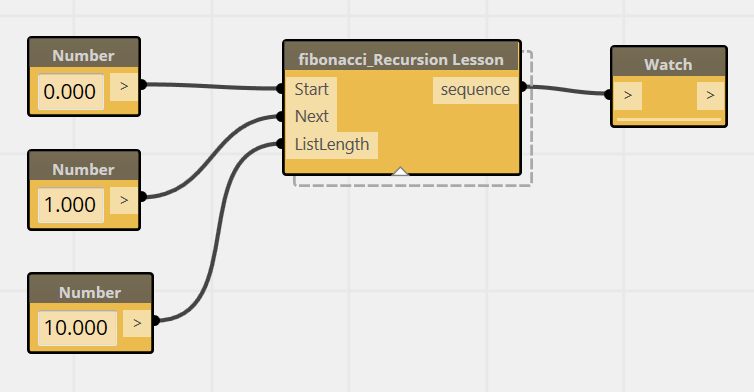 Number
0.000 >
Number
1.000 >
Number
10.000 >
fibonacci_Recursion Lesson
Start sequence
Next
ListLength
Watch
> >